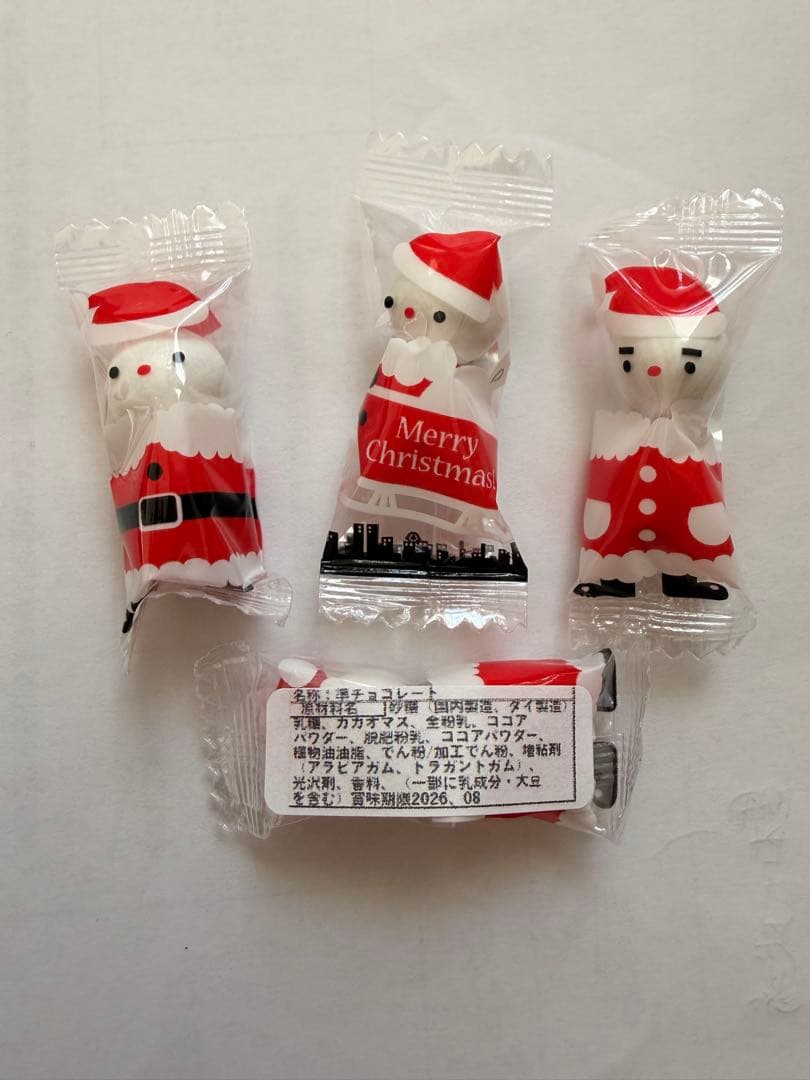 Merry
Christmas!
名称：準チョコレート
原材料名 砂糖（国内製造、タイ製造）
乳糖、カカオマス、全粉乳、ココア
パウダー、脱脂粉乳、ココアパウダー、
植物油油脂、でん粉/加工でん粉、増粘剤
（アラビアガム、トラガントガム）、
光沢剤、香料、（一部に乳成分・大豆
を含む）賞味期限2026、08